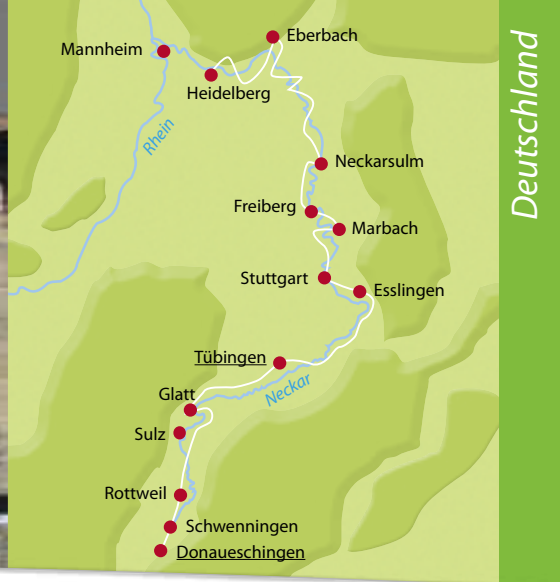 Deutschland
Eberbach
Mannheim
Heidelberg
Rhein
Neckarsulm
Freiberg
Marbach
Stuttgart
Esslingen
Tübingen
Neckar
Glatt
Sulz
Rottweil
Schwenningen
Donaueschingen